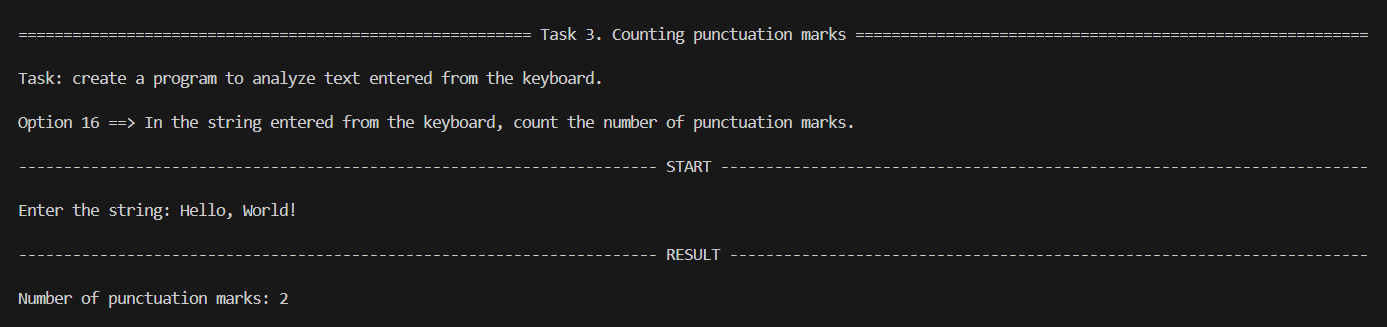 ========================================================= Task 3. Counting punctuation marks =========================================================
Task: create a program to analyze text entered from the keyboard.
Option 16 ==> In the string entered from the keyboard, count the number of punctuation marks.
----------------------------------------------------------------------- START ------------------------------------------------------------------------
Enter the string: Hello, World!
----------------------------------------------------------------------- RESULT -----------------------------------------------------------------------
Number of punctuation marks: 2